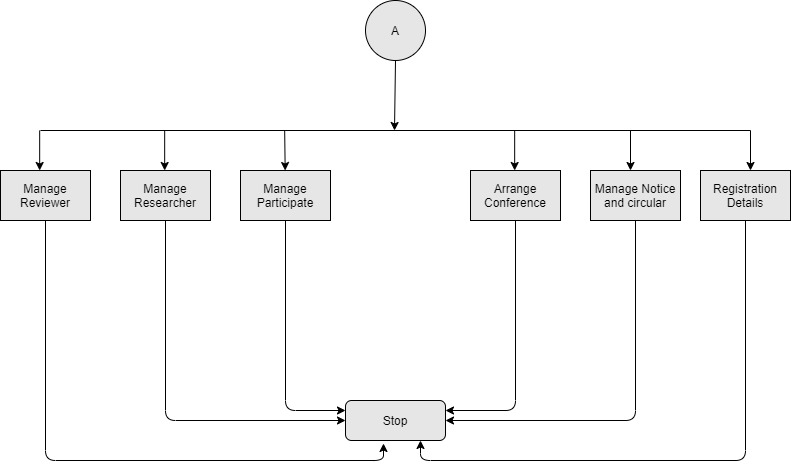 A
Manage
Reviewer
Manage
Researcher
Manage
Participate
Arrange
Conference
Manage Notice
and circular
Registration
Details
Stop